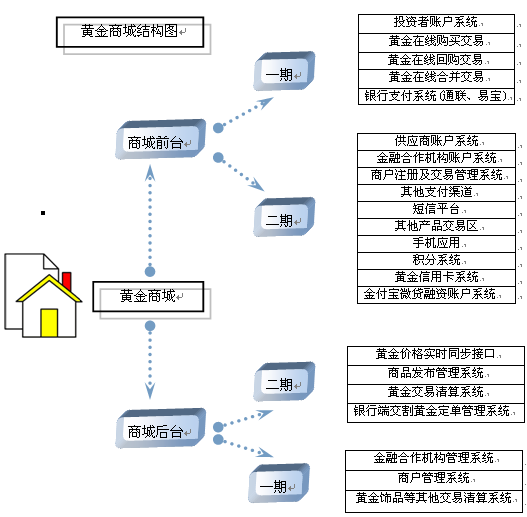 黄金商城结构图
投资者账户系统
黄金在线购买交易
黄金在线回购交易
黄金在线合并交易
银行支付系统(通联、易宝)
一期
商城前台
二期
供应商账户系统
金融合作机构账户系统
商户注册及交易管理系统
其他支付渠道
短信平台
其他产品交易区
手机应用
积分系统
黄金信用卡系统
金付宝微贷融资账户系统
黄金商城
二期
商城后台
一期
黄金价格实时同步接口
商品发布管理系统
黄金交易清算系统
银行端交割黄金定单管理系统
金融合作机构管理系统
商户管理系统
黄金饰品等其他交易清算系统